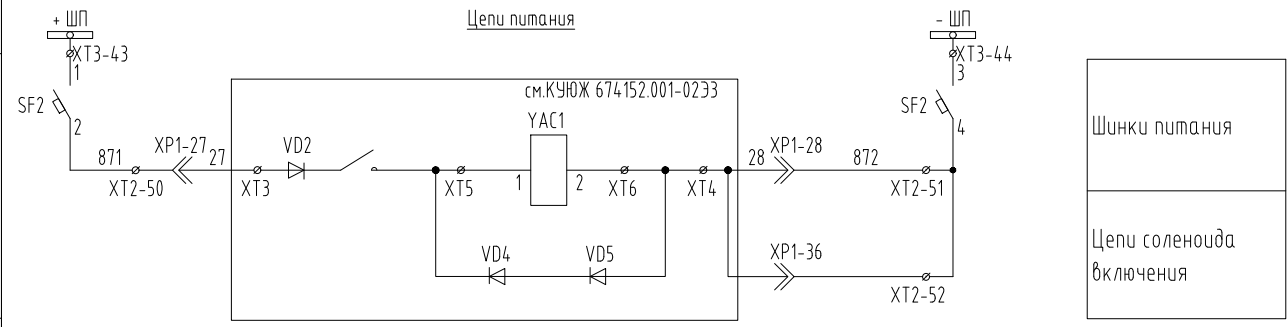 + ШП
Цепи питания
- ШП
XT3-43
XT3-44
1
3
см.КУЮЖ 674152.001-02ЭЗ
SF2
SF2
2
YAC1
4
Шинки питания
871
XP1-27
27
VD2
28
XP1-28
872
XT2-50
XT3
XT5
1
2
XT6
XT4
XT2-51
VD4
VD5
XP1-36
Цепи соленоида
включения
XT2-52